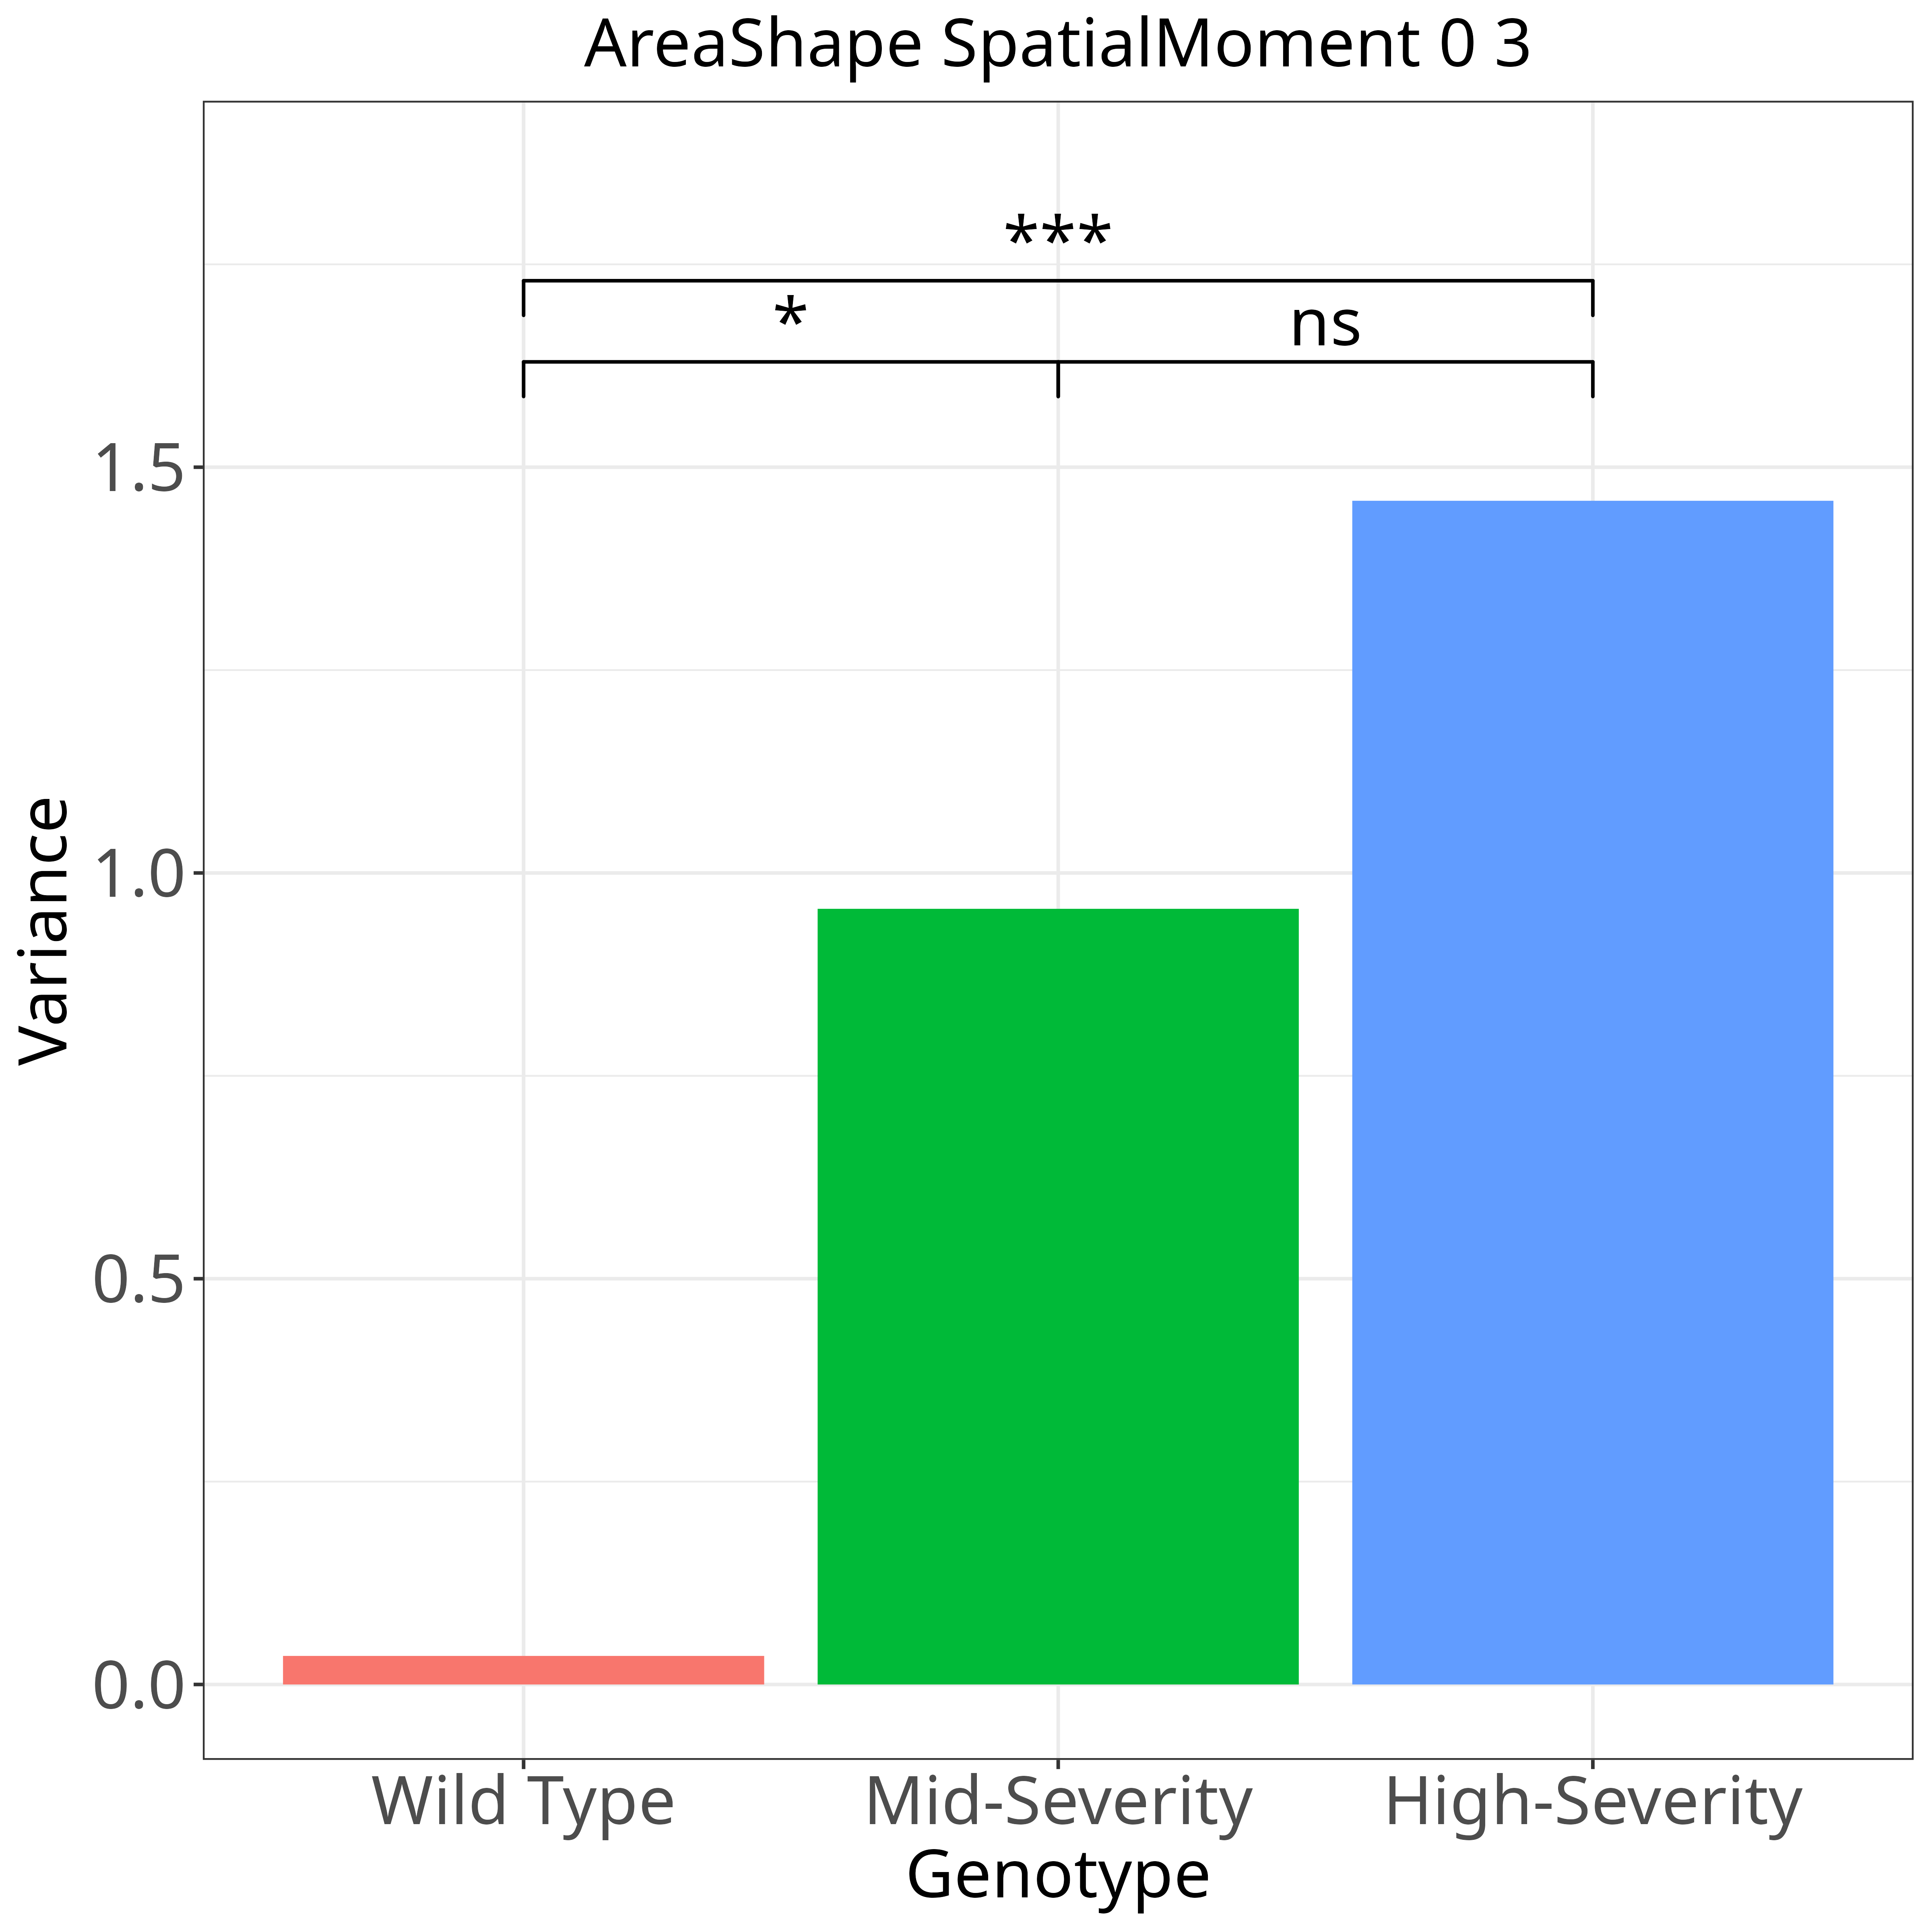 AreaShape SpatialMoment 0 3
***
*
ns
1.5
1.0
0.5
0.0
Variance
Wild Type
Mid-Severity
High-Severity
Genotype